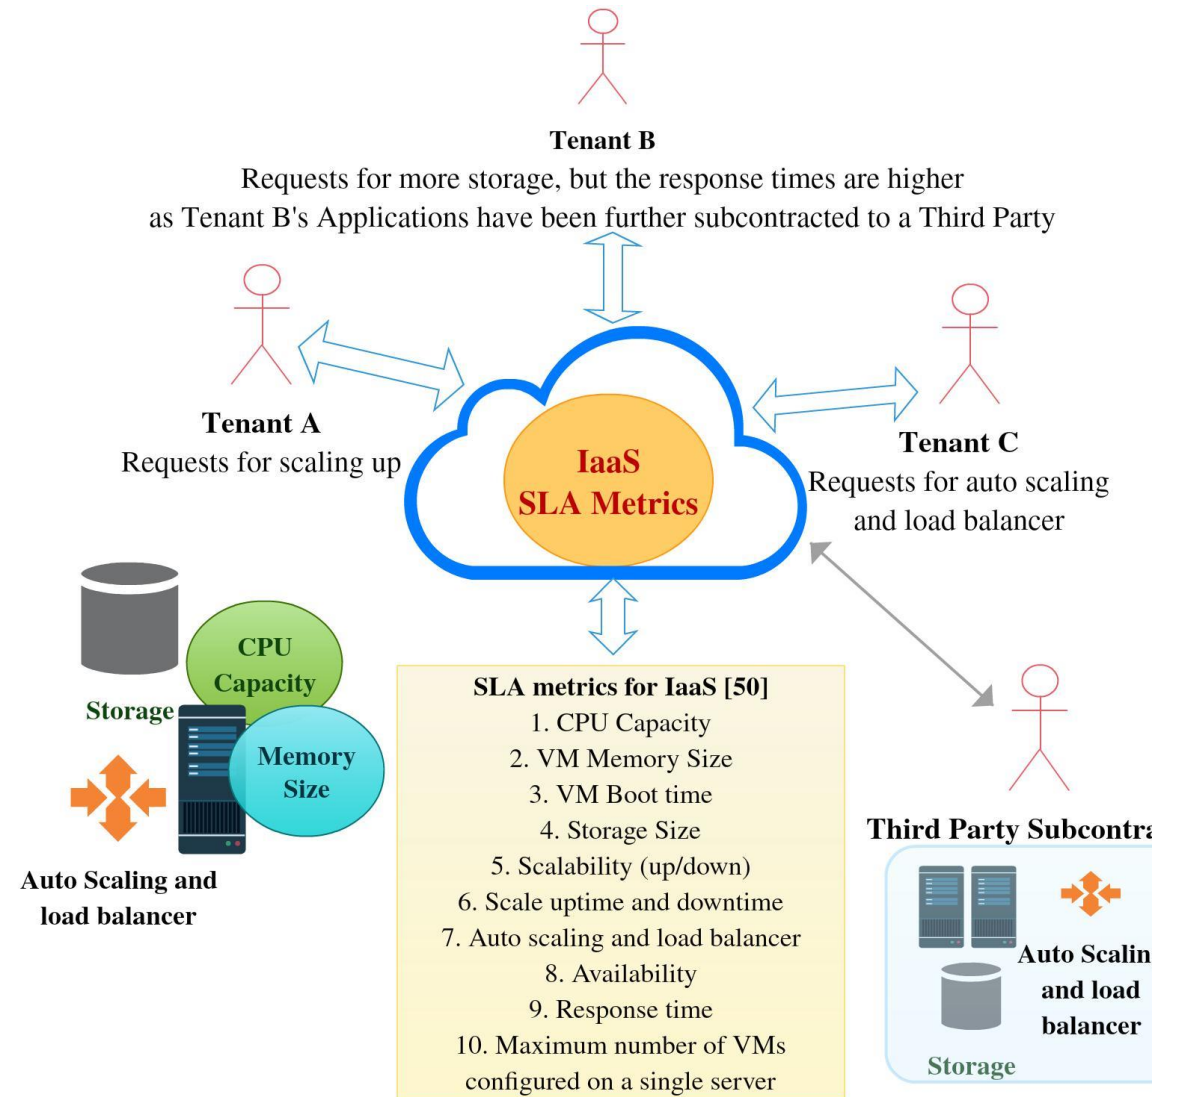 Tenant B
Requests for more storage, but the response times are higher
as Tenant B's Applications have been further subcontracted to a Third Party
Tenant A
Requests for scaling up
Tenant C
Requests for auto scaling
and load balancer
IaaS
SLA Metrics
CPU
Capacity
Storage
Memory
Size
Auto Scaling and
load balancer
SLA metrics for IaaS [50]
1. CPU Capacity
2. VM Memory Size
3. VM Boot time
4. Storage Size
5. Scalability (up/down)
6. Scale uptime and downtime
7. Auto scaling and load balancer
8. Availability
9. Response time
10. Maximum number of VMs
configured on a single server
Third Party Subcontra
Auto Scalin
and load
balancer
Storage